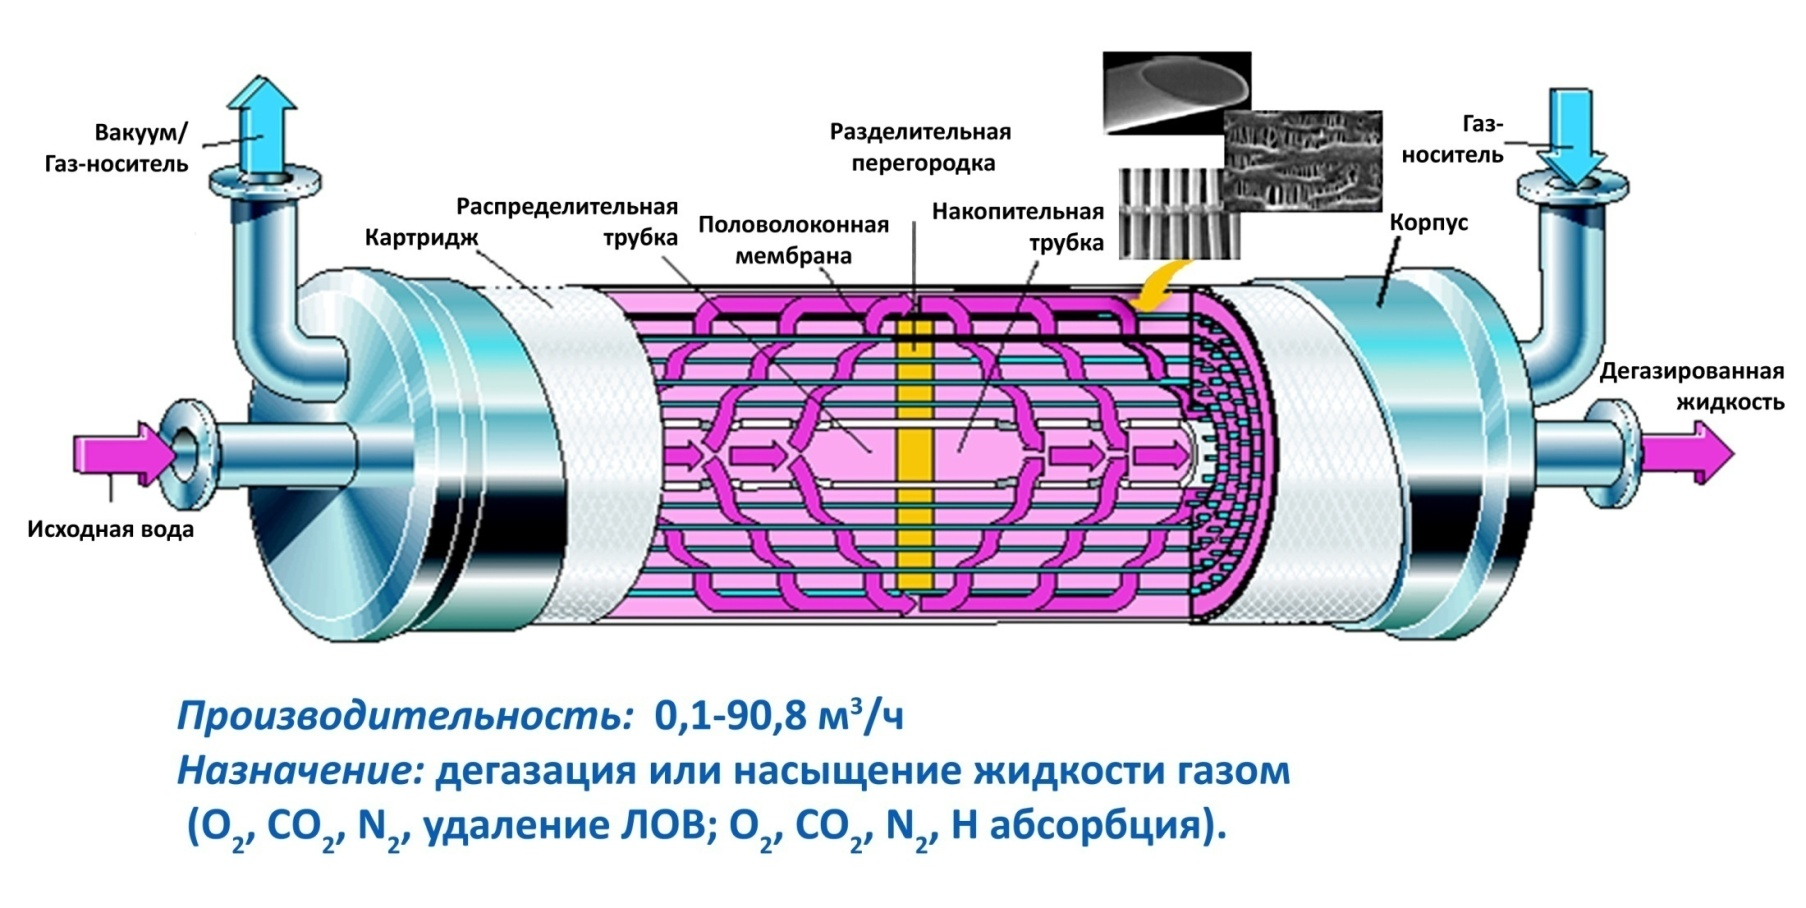 Вакуум/
Газ-носитель
Картридж
Распределительная
трубка
Половолоконная
мембрана
Разделительная
перегородка
Накопительная
трубка
Газ-
носитель
Корпус
Дегазированная
жидкость
Исходная вода
Производительность: 0,1-90,8 м³/ч
Назначение: дегазация или насыщение жидкости газом
(O₂, CO₂, N₂, удаление ЛОВ; O₂, CO₂, N₂, H абсорбция).